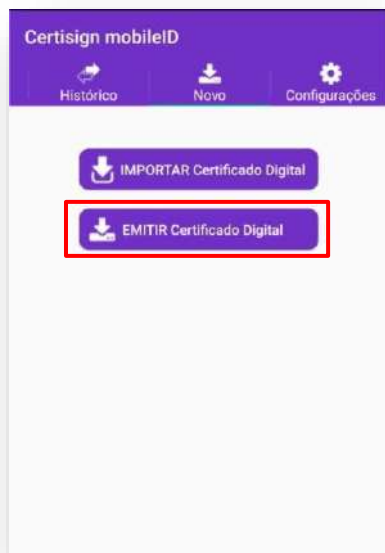 Certisign mobileID
Histórico Novo Configurações
IMPORTAR Certificado Digital
EMITIR Certificado Digital